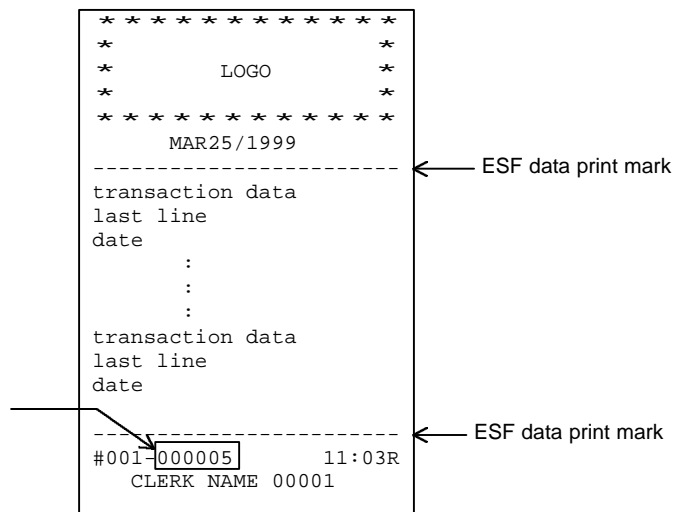 * * * * * * * * * * * *
* *
* LOGO *
* *
* * * * * * * * * * * *
MAR25/1999
------------------------ ESF data print mark
transaction data
last line
date
:
:
:
transaction data
last line
date
------------------------ ESF data print mark
#001-000005 11:03R
CLERK NAME 00001